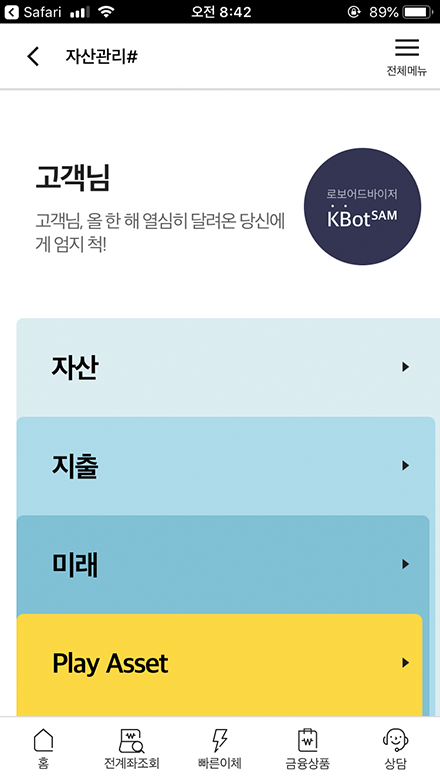 Safari 오전 8:42 89%
자산관리#
전체메뉴
고객님
고객님, 올 한 해 열심히 달려온 당신에
게 엄지 척!
로보어드바이저
KBotSAM
자산
지출
미래
Play Asset
홈 전계좌조회 빠른이체 금융상품 상담